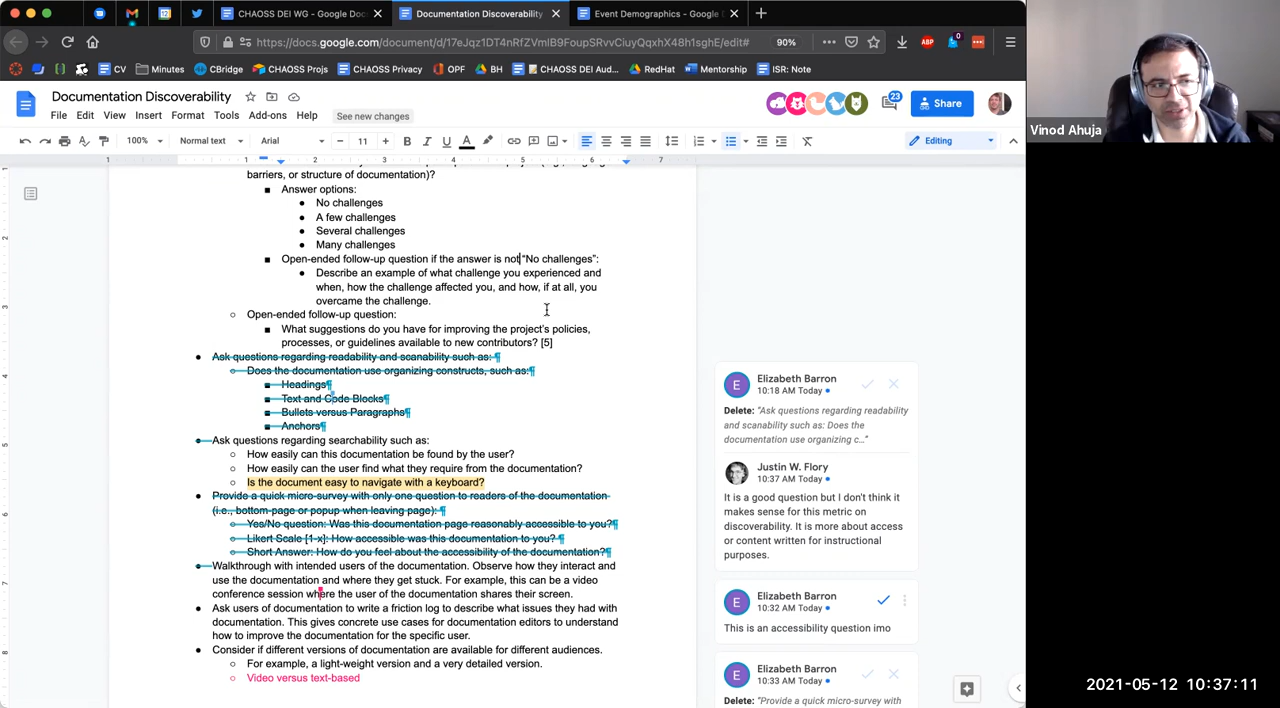 CHAOSS DEI WG - Google Doc
Documentation Discoverability
Event Demographics - Google D
https://docs.google.com/document/d/17eJqz1DT4nRfZVmIB9FoupSRvvCiuyQqxhX48h1sghE/edit#
90%
ABP
0
CV
Minutes
CBridge
CHAOSS Projs
CHAOSS Privacy
OPF
BH
CHAOSS DEI Aud...
RedHat
Mentorship
ISR: Note
Documentation Discoverability
File Edit View Insert Format Tools Add-ons Help
See new changes
23
Share
100%
Normal text
Arial
11
B I U A
Editing
1 1 2 3 4 5 6 7
barriers, or structure of documentation)?
Answer options:
No challenges
A few challenges
Several challenges
Many challenges
Open-ended follow-up question if the answer is not "No challenges":
Describe an example of what challenge you experienced and
when, how the challenge affected you, and how, if at all, you
overcame the challenge.
Open-ended follow-up question:
What suggestions do you have for improving the project's policies,
processes, or guidelines available to new contributors? [5]
Ask questions regarding readability and scanability such as:¶
Does the documentation use organizing constructs, such as:¶
Headings¶
Text and Code Blocks¶
Bullets versus Paragraphs¶
Anchors¶
Ask questions regarding searchability such as:
How easily can this documentation be found by the user?
How easily can the user find what they require from the documentation?
Is the document easy to navigate with a keyboard?
Provide a quick micro-survey with only one question to readers of the documentation
(i.e., bottom-page or popup when leaving page):¶
Yes/No question: Was this documentation page reasonably accessible to you?¶
Likert Scale [1-x]: How accessible was this documentation to you?¶
Short Answer: How do you feel about the accessibility of the documentation?¶
Walkthrough with intended users of the documentation. Observe how they interact and
use the documentation and where they get stuck. For example, this can be a video
conference session where the user of the documentation shares their screen.
Ask users of documentation to write a friction log to describe what issues they had with
documentation. This gives concrete use cases for documentation editors to understand
how to improve the documentation for the specific user.
Consider if different versions of documentation are available for different audiences.
For example, a light-weight version and a very detailed version.
Video versus text-based
E
Elizabeth Barron
10:18 AM Today
Delete: "Ask questions regarding readability
and scanability such as: Does the
documentation use organizing c..."
Justin W. Flory
10:37 AM Today
It is a good question but I don't think it
makes sense for this metric on
discoverability. It is more about access
or content written for instructional
purposes.
E
Elizabeth Barron
10:32 AM Today
This is an accessibility question imo
E
Elizabeth Barron
10:33 AM Today
Delete: "Provide a quick micro-survey with
Vinod Ahuja
2021-05-12 10:37:11